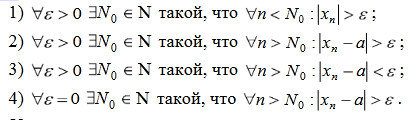 1) ∀ε > 0 ∃N₀ ∈ N такой, что ∀n < N₀ : |xₙ| > ε ;
2) ∀ε > 0 ∃N₀ ∈ N такой, что ∀n > N₀ : |xₙ − a| > ε ;
3) ∀ε > 0 ∃N₀ ∈ N такой, что ∀n > N₀ : |xₙ − a| < ε ;
4) ∀ε = 0 ∃N₀ ∈ N такой, что ∀n > N₀ : |xₙ − a| > ε .